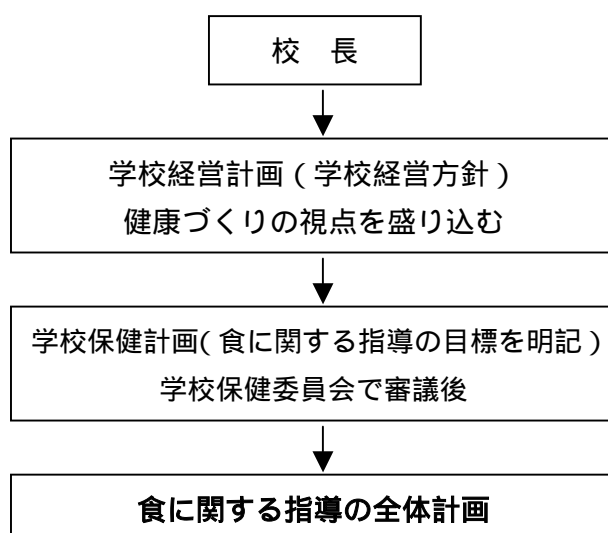 校　長
学校経営計画（学校経営方針）
健康づくりの視点を盛り込む
学校保健計画（食に関する指導の目標を明記）
学校保健委員会で審議後
食に関する指導の全体計画